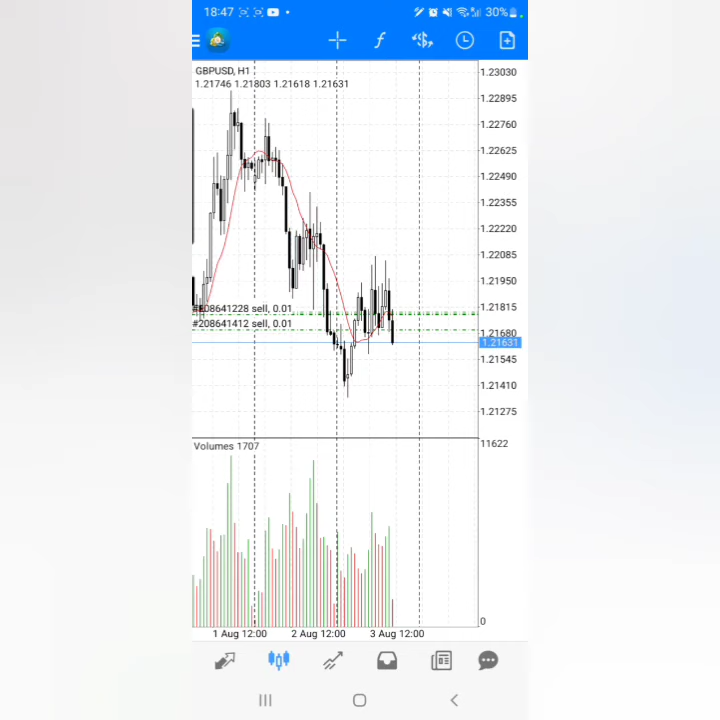 18:47
30%
GBPUSD, H1
1.21746 1.21803 1.21618 1.21631
1.23030
1.22895
1.22760
1.22625
1.22490
1.22355
1.22220
1.22085
1.21950
#208641228 sell, 0.01
1.21815
#208641412 sell, 0.01
1.21680
1.21631
1.21545
1.21410
1.21275
Volumes 1707
11622
0
1 Aug 12:00
2 Aug 12:00
3 Aug 12:00